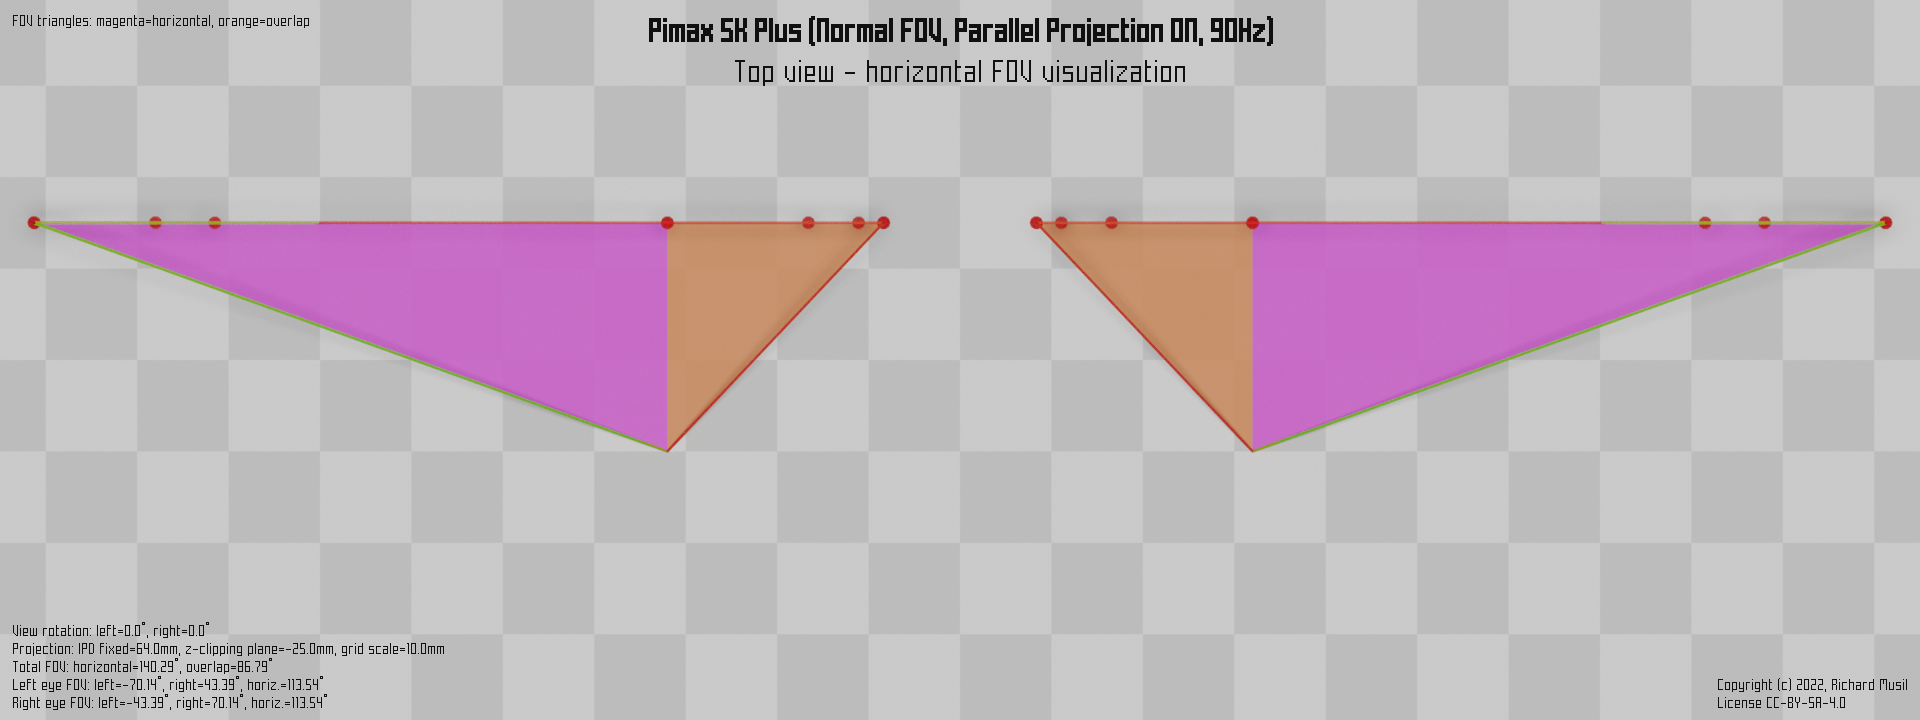 FOV triangles: magenta=horizontal, orange=overlap
Pimax 5K Plus (Normal FOV, Parallel Projection ON, 90Hz)
Top view - horizontal FOV visualization
View rotation: left=0.0°, right=0.0°
Projection: IPD fixed=64.0mm, z-clipping plane=-25.0mm, grid scale=10.0mm
Total FOV: horizontal=140.29°, overlap=86.79°
Left eye FOV: left=-70.14°, right=43.39°, horiz.=113.54°
Right eye FOV: left=-43.39°, right=70.14°, horiz.=113.54°
Copyright (c) 2022, Richard Musil
License CC-BY-SA-4.0